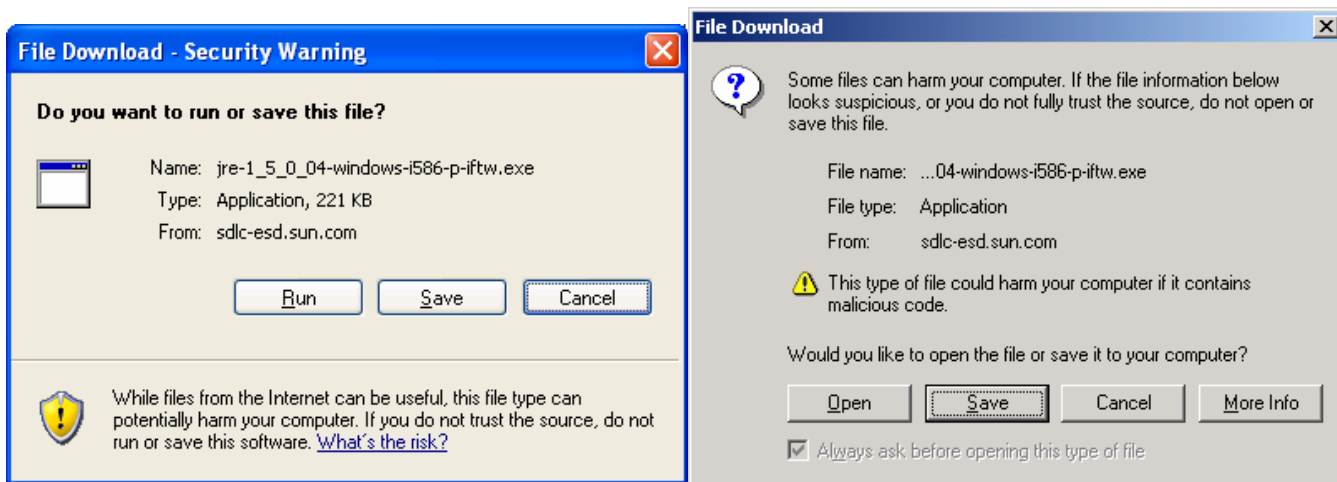 File Download - Security Warning
Do you want to run or save this file?
Name: jre-1_5_0_04-windows-i586-p-iftw.exe
Type: Application, 221 KB
From: sdlc-esd.sun.com
Run Save Cancel
While files from the Internet can be useful, this file type can
potentially harm your computer. If you do not trust the source, do not
run or save this software. What's the risk?
File Download
Some files can harm your computer. If the file information below
looks suspicious, or you do not fully trust the source, do not open or
save this file.
File name: ...04-windows-i586-p-iftw.exe
File type: Application
From: sdlc-esd.sun.com
This type of file could harm your computer if it contains
malicious code.
Would you like to open the file or save it to your computer?
Open Save Cancel More Info
Always ask before opening this type of file